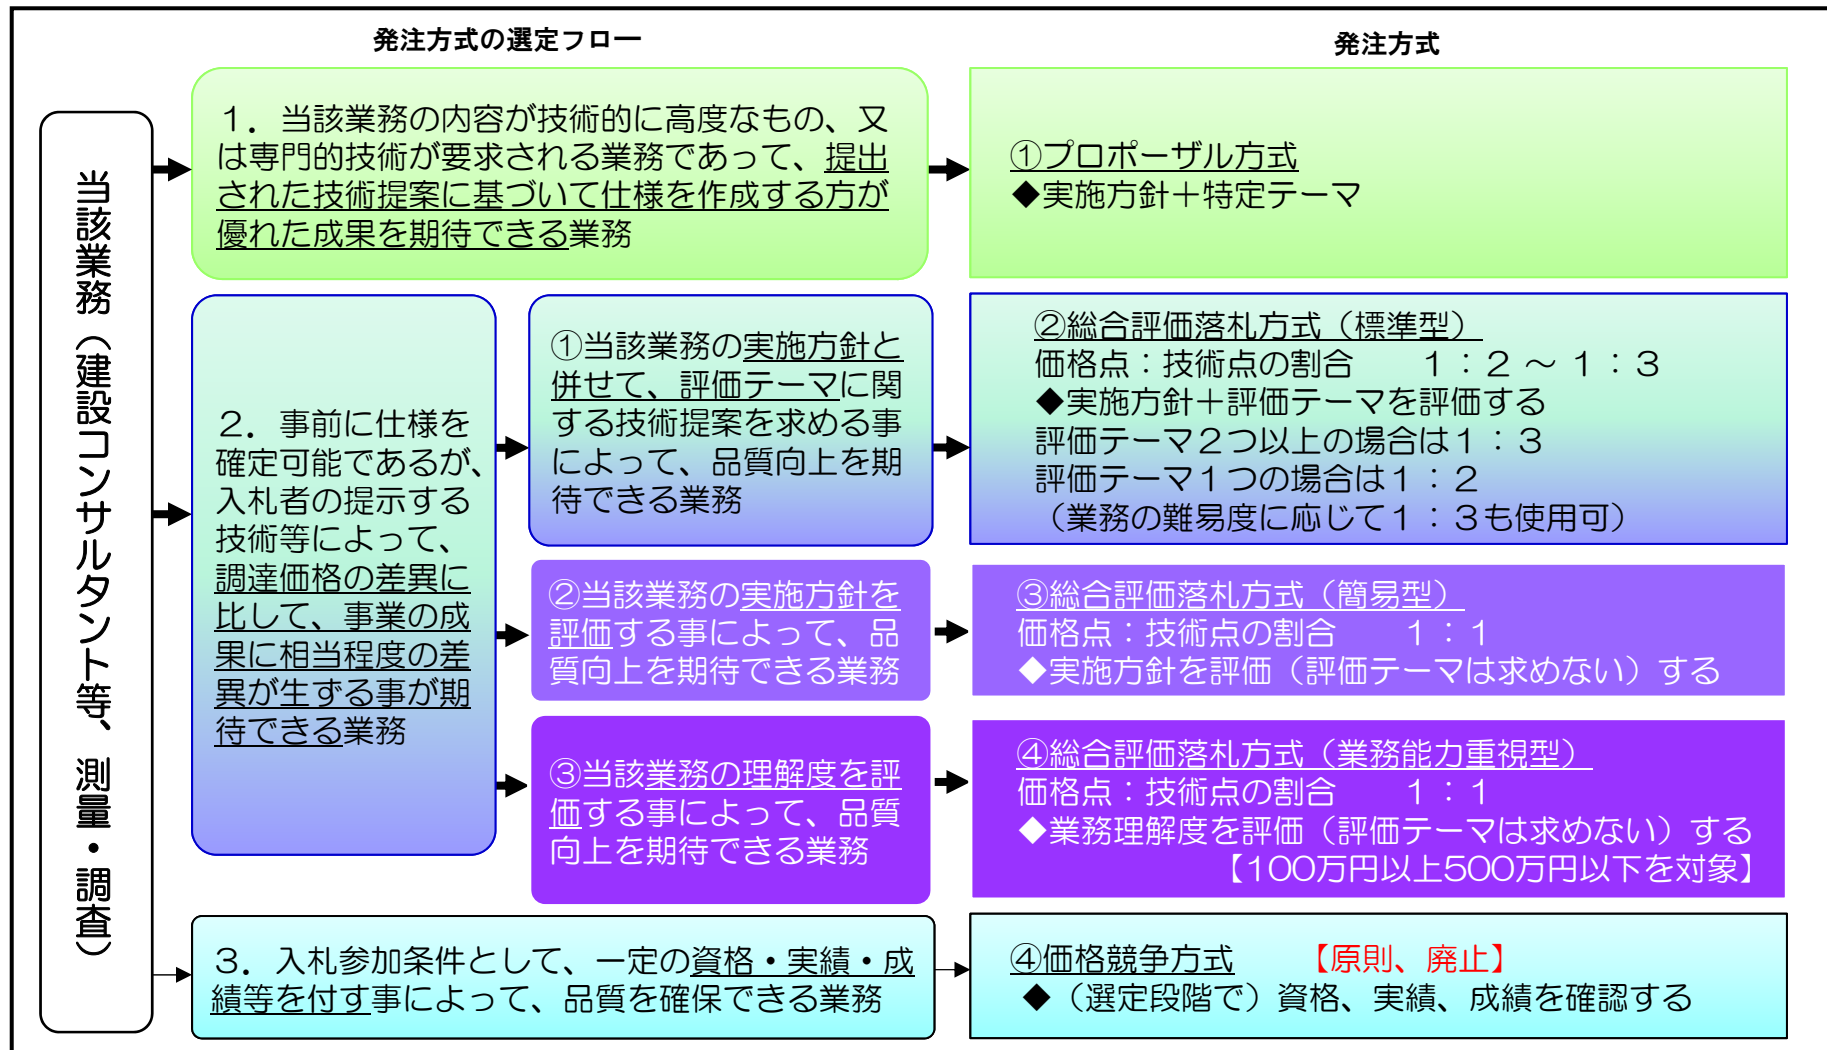 発注方式の選定フロー
発注方式
当該業務（建設コンサルタント等、測量・調査）
１．当該業務の内容が技術的に高度なもの、又
は専門的技術が要求される業務であって、提出
された技術提案に基づいて仕様を作成する方が
優れた成果を期待できる業務
①プロポーザル方式
◆実施方針＋特定テーマ
２．事前に仕様を
確定可能であるが、
入札者の提示する
技術等によって、
調達価格の差異に
比して、事業の成
果に相当程度の差
異が生ずる事が期
待できる業務
①当該業務の実施方針と
併せて、評価テーマに関
する技術提案を求める事
によって、品質向上を期
待できる業務
②総合評価落札方式（標準型）
価格点：技術点の割合　　１：２～１：３
◆実施方針＋評価テーマを評価する
評価テーマ２つ以上の場合は１：３
評価テーマ１つの場合は１：２
（業務の難易度に応じて１：３も使用可）
②当該業務の実施方針を
評価する事によって、品
質向上を期待できる業務
③総合評価落札方式（簡易型）
価格点：技術点の割合　　１：１
◆実施方針を評価（評価テーマは求めない）する
③当該業務の理解度を評
価する事によって、品質
向上を期待できる業務
④総合評価落札方式（業務能力重視型）
価格点：技術点の割合　　１：１
◆業務理解度を評価（評価テーマは求めない）する
【100万円以上500万円以下を対象】
３．入札参加条件として、一定の資格・実績・成
績等を付す事によって、品質を確保できる業務
④価格競争方式　　【原則、廃止】
◆（選定段階で）資格、実績、成績を確認する